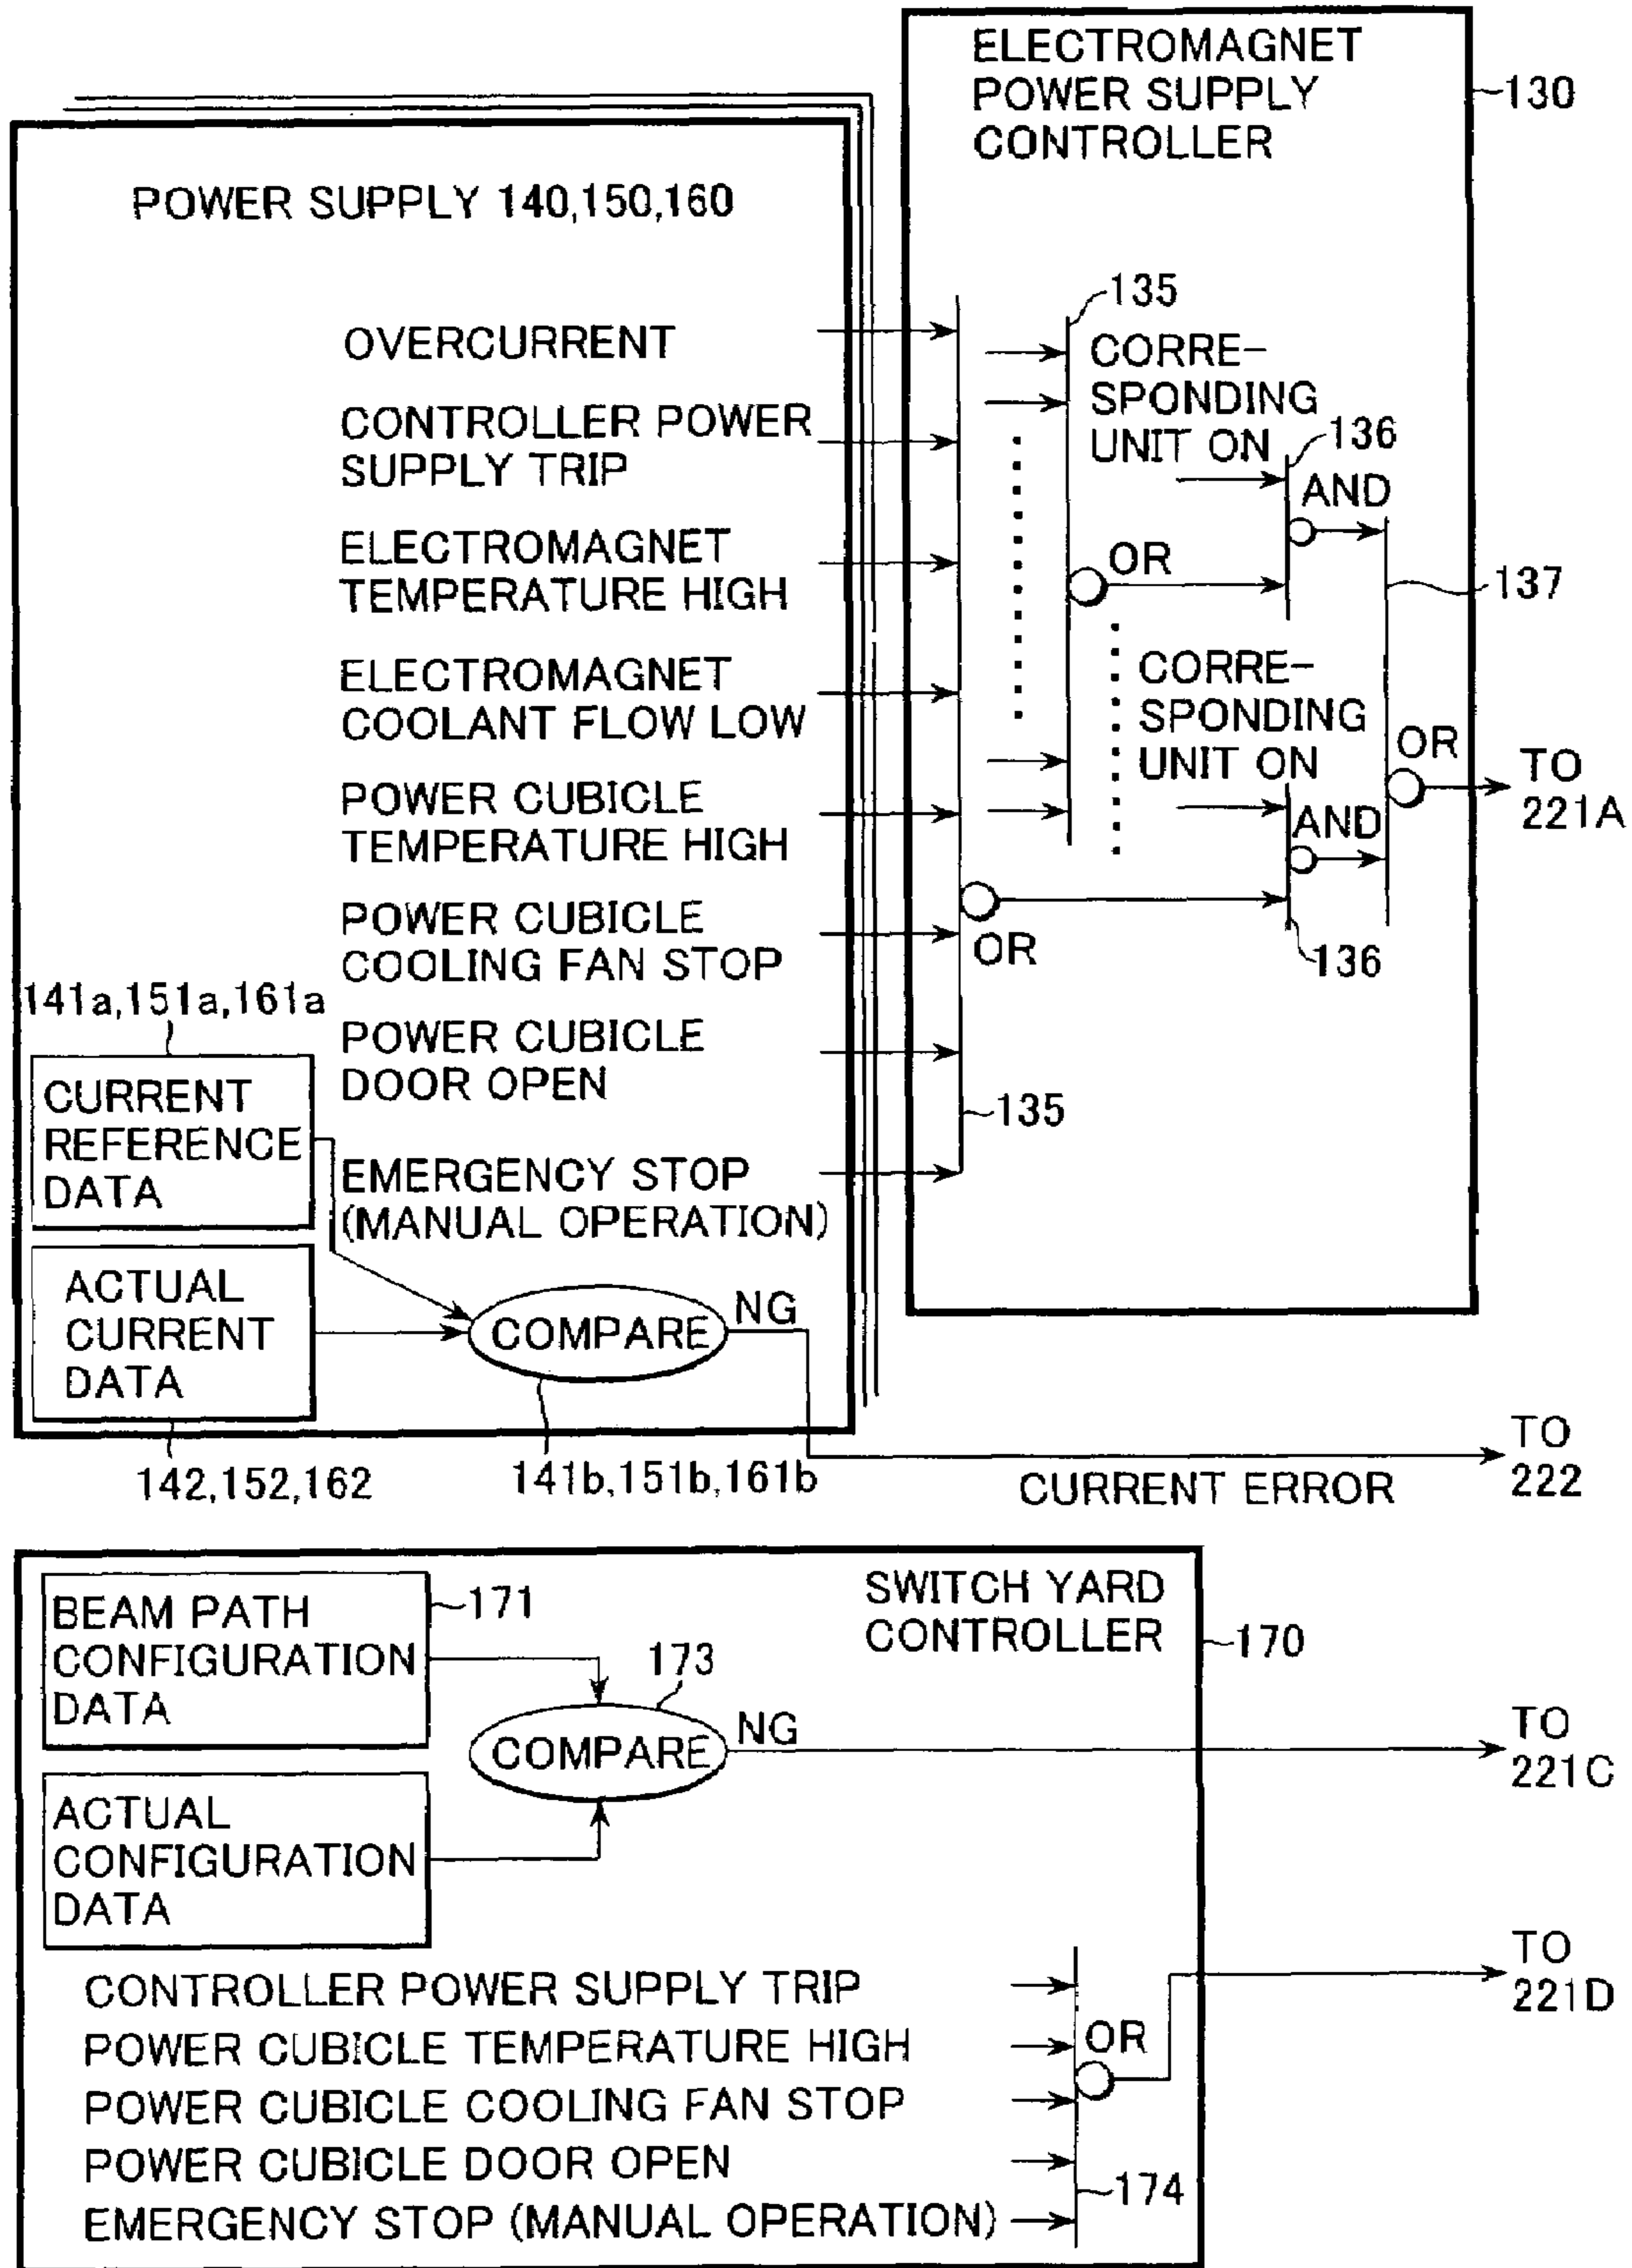 ELECTROMAGNET
POWER SUPPLY
CONTROLLER
130
POWER SUPPLY 140,150,160
OVERCURRENT
CONTROLLER POWER
SUPPLY TRIP
ELECTROMAGNET
TEMPERATURE HIGH
ELECTROMAGNET
COOLANT FLOW LOW
POWER CUBICLE
TEMPERATURE HIGH
POWER CUBICLE
COOLING FAN STOP
POWER CUBICLE
DOOR OPEN
EMERGENCY STOP
(MANUAL OPERATION)
135
CORRE-
SPONDING
UNIT ON
136
AND
OR
137
CORRE-
SPONDING
UNIT ON
OR
AND
TO
221A
OR
136
135
141a,151a,161a
CURRENT
REFERENCE
DATA
ACTUAL
CURRENT
DATA
COMPARE
NG
142,152,162
141b,151b,161b
CURRENT ERROR
TO
222
BEAM PATH
CONFIGURATION
DATA
171
SWITCH YARD
CONTROLLER
170
173
COMPARE
NG
TO
221C
ACTUAL
CONFIGURATION
DATA
CONTROLLER POWER SUPPLY TRIP
POWER CUBICLE TEMPERATURE HIGH
POWER CUBICLE COOLING FAN STOP
POWER CUBICLE DOOR OPEN
EMERGENCY STOP (MANUAL OPERATION)
OR
174
TO
221D